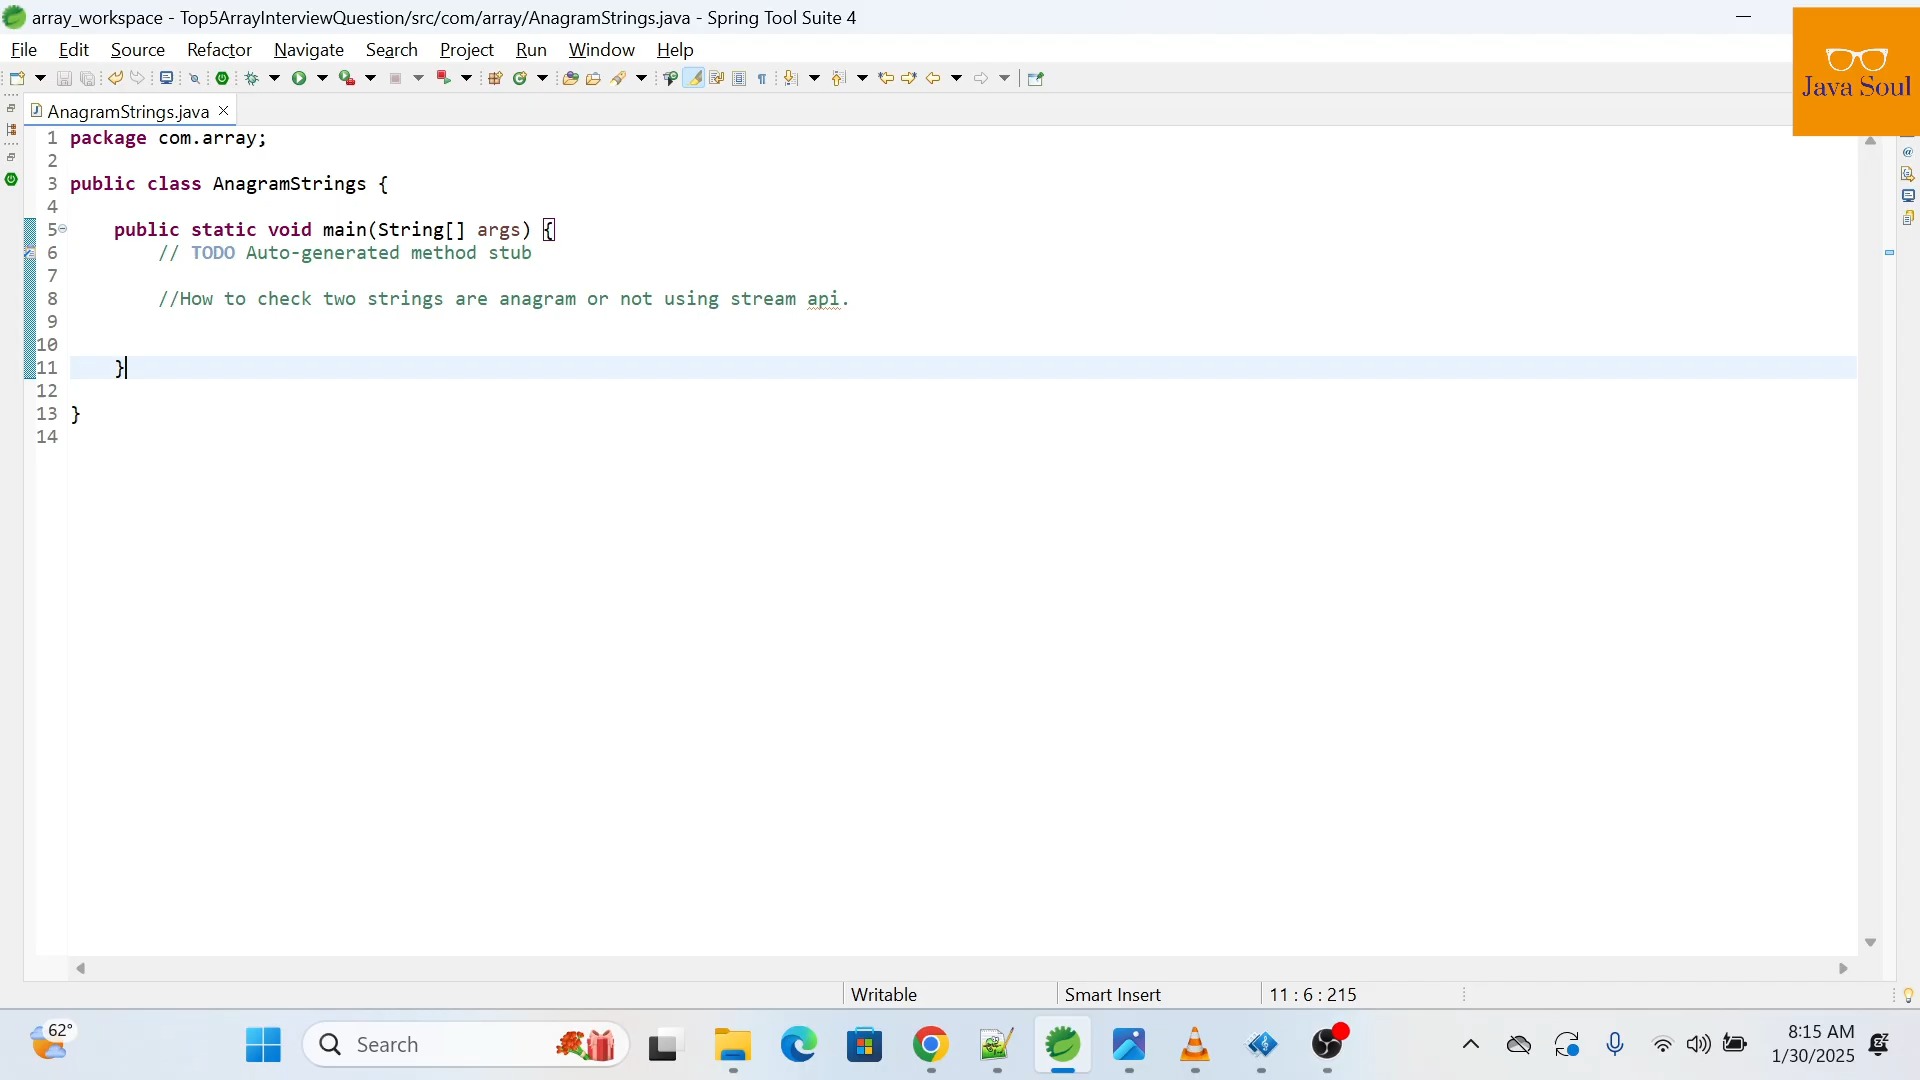 array_workspace - Top5ArrayInterviewQuestion/src/com/array/AnagramStrings.java - Spring Tool Suite 4
File Edit Source Refactor Navigate Search Project Run Window Help
Java Soul
AnagramStrings.java
1 package com.array;
2
3 public class AnagramStrings {
4
5 public static void main(String[] args) {
6 // TODO Auto-generated method stub
7
8 //How to check two strings are anagram or not using stream api.
9
10
11 }
12
13 }
14
Writable Smart Insert 11 : 6 : 215
62°
Search
8:15 AM
1/30/2025